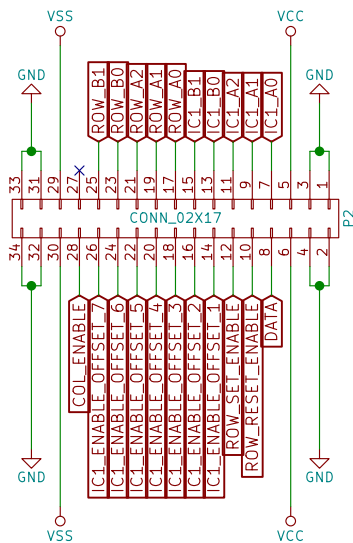 VSS
VCC
GND
GND
ROW_B1
ROW_B0
ROW_A2
ROW_A1
ROW_A0
IC1_B1
IC1_B0
IC1_A2
IC1_A1
IC1_A0
33
31
29
27
25
23
21
19
17
15
13
11
9
7
5
3
1
CONN_02X17
P2
34
32
30
28
26
24
22
20
18
16
14
12
10
8
6
4
2
COL_ENABLE
IC1_ENABLE_OFFSET_7
IC1_ENABLE_OFFSET_6
IC1_ENABLE_OFFSET_5
IC1_ENABLE_OFFSET_4
IC1_ENABLE_OFFSET_3
IC1_ENABLE_OFFSET_2
IC1_ENABLE_OFFSET_1
ROW_SET_ENABLE
ROW_RESET_ENABLE
DATA
GND
GND
VSS
VCC